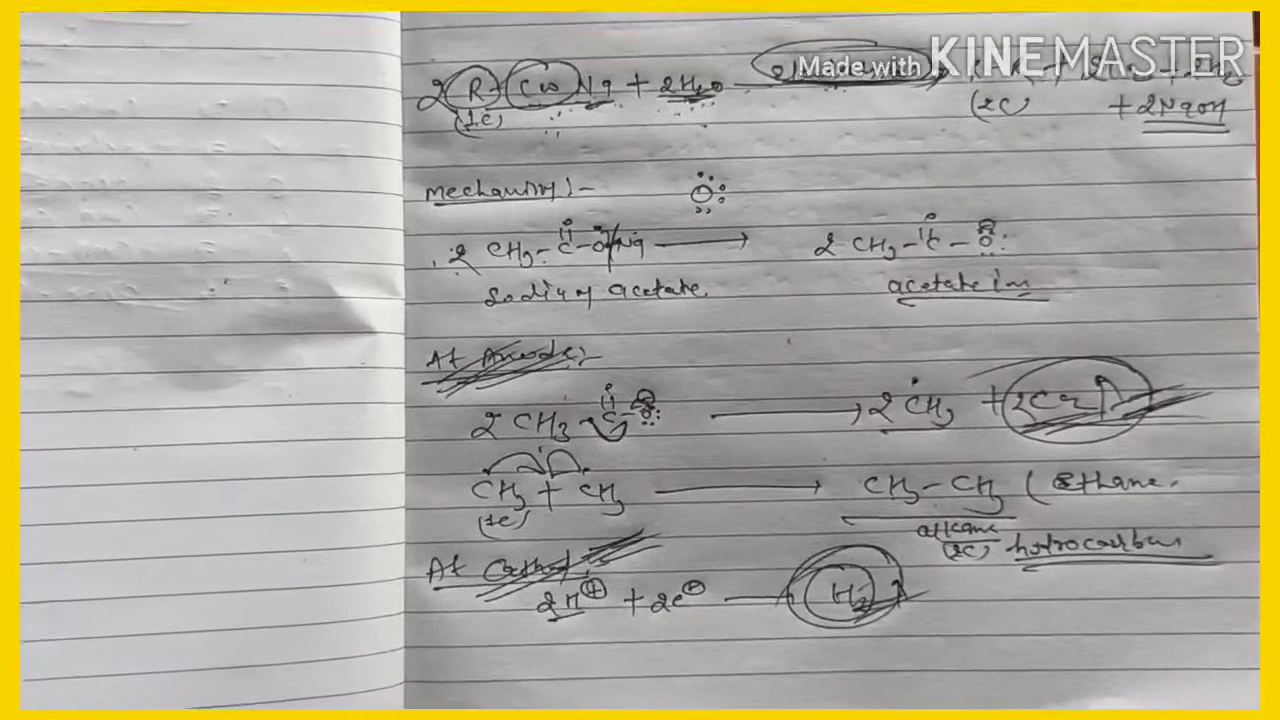 Made with KINEMASTER
2 R-COO Na + 2H2O
(1C) (2C + 2NaOH
Mechanism :-
2 CH3-C-O Na → 2 CH3-C-O:
O O
Sodium acetate. acetate ion
At Anode:-
O
2 CH3-C-O: → 2 CH3 + 2CO2↑
CH3 + CH3 → CH3-CH3 (Ethane.
(1C) alkane
(2C) hydrocarbon
At Cathode:
2H⊕ + 2e⊖ → H2↑